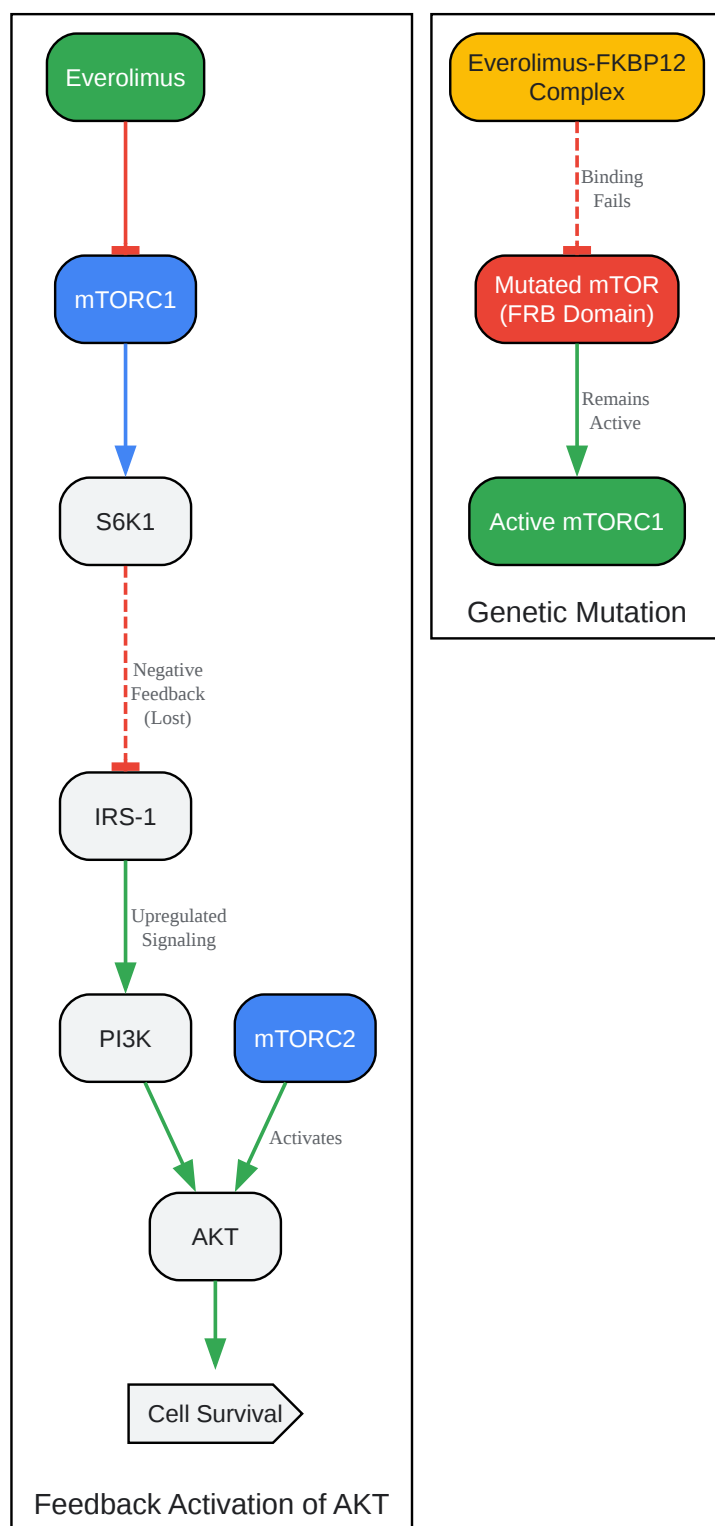 Everolimus
mTORC1
S6K1
Negative
Feedback
(Lost)
IRS-1
Upregulated
Signaling
PI3K
mTORC2
Activates
AKT
Cell Survival
Feedback Activation of AKT
Everolimus-FKBP12
Complex
Binding
Fails
Mutated mTOR
(FRB Domain)
Remains
Active
Active mTORC1
Genetic Mutation